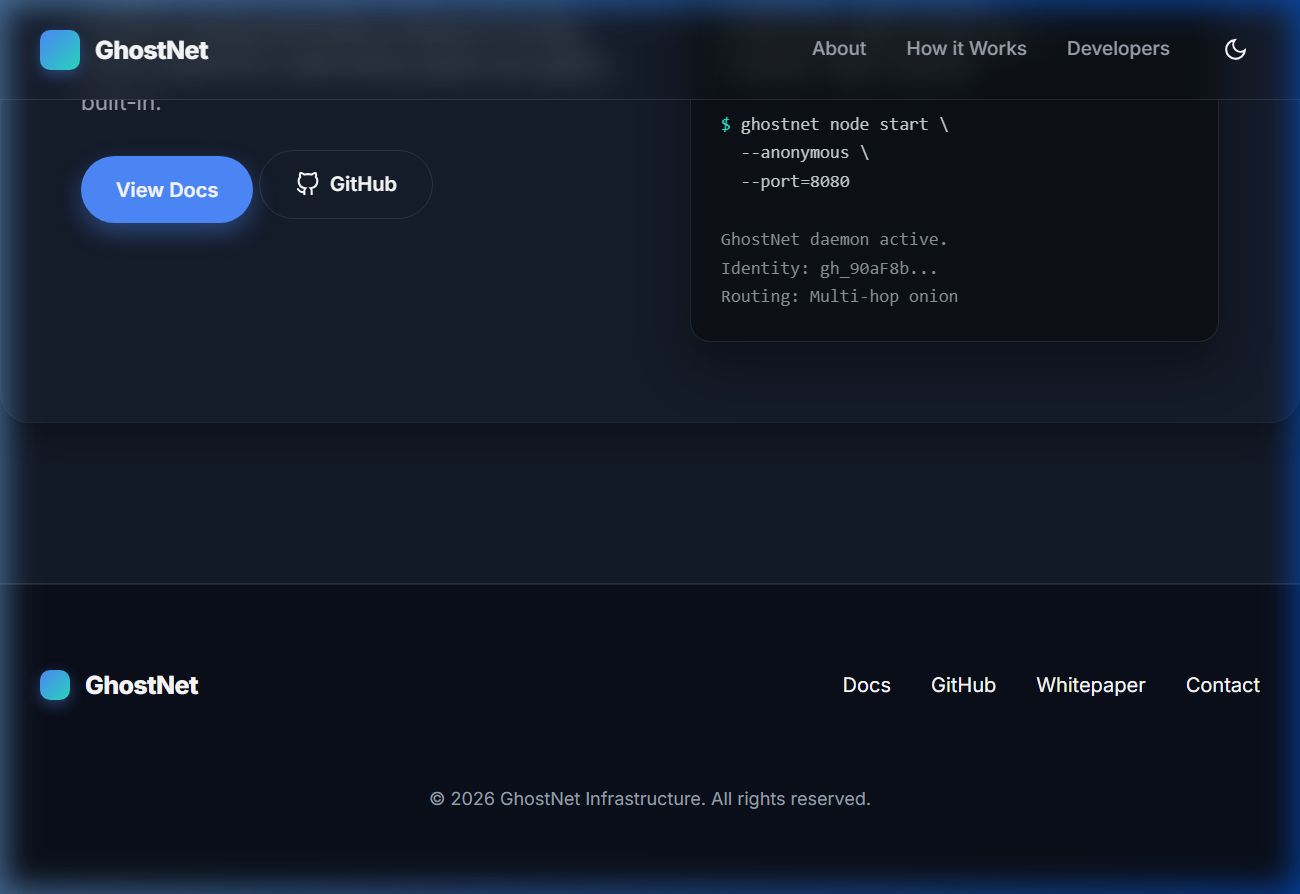 GhostNet
About
How it Works
Developers
built-in.
View Docs
GitHub
$ ghostnet node start \
--anonymous \
--port=8080
GhostNet daemon active.
Identity: gh_90aF8b...
Routing: Multi-hop onion
GhostNet
Docs
GitHub
Whitepaper
Contact
© 2026 GhostNet Infrastructure. All rights reserved.